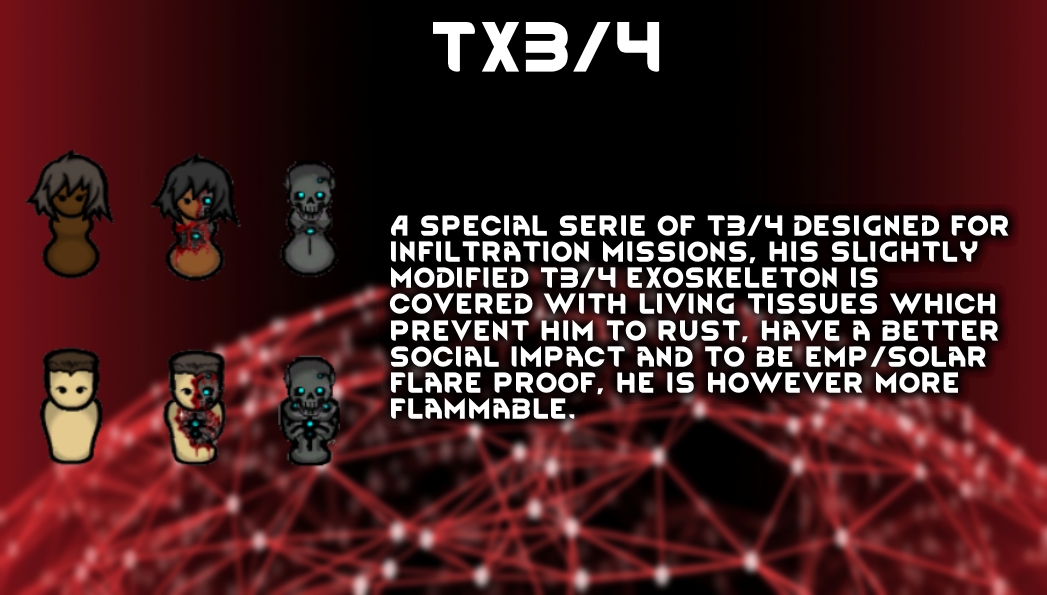 TX3/4
A SPECIAL SERIE OF T3/4 DESIGNED FOR
INFILTRATION MISSIONS, HIS SLIGHTLY
MODIFIED T3/4 EXOSKELETON IS
COVERED WITH LIVING TISSUES WHICH
PREVENT HIM TO RUST, HAVE A BETTER
SOCIAL IMPACT AND TO BE EMP/SOLAR
FLARE PROOF, HE IS HOWEVER MORE
FLAMMABLE.